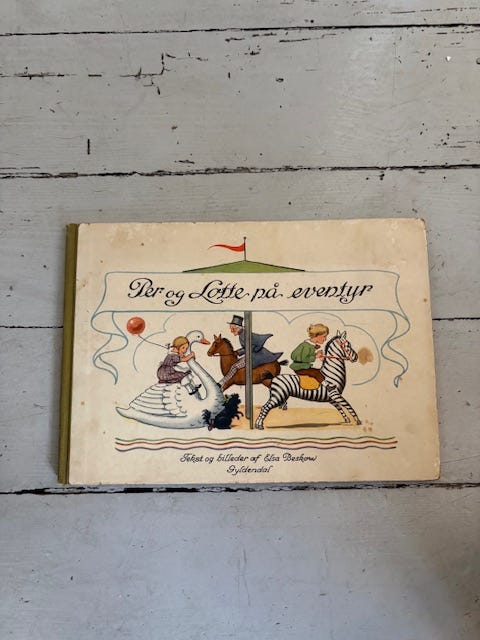 Per og Lotte på eventyr
Tekst og billeder af Elsa Beskow
Gyldendal